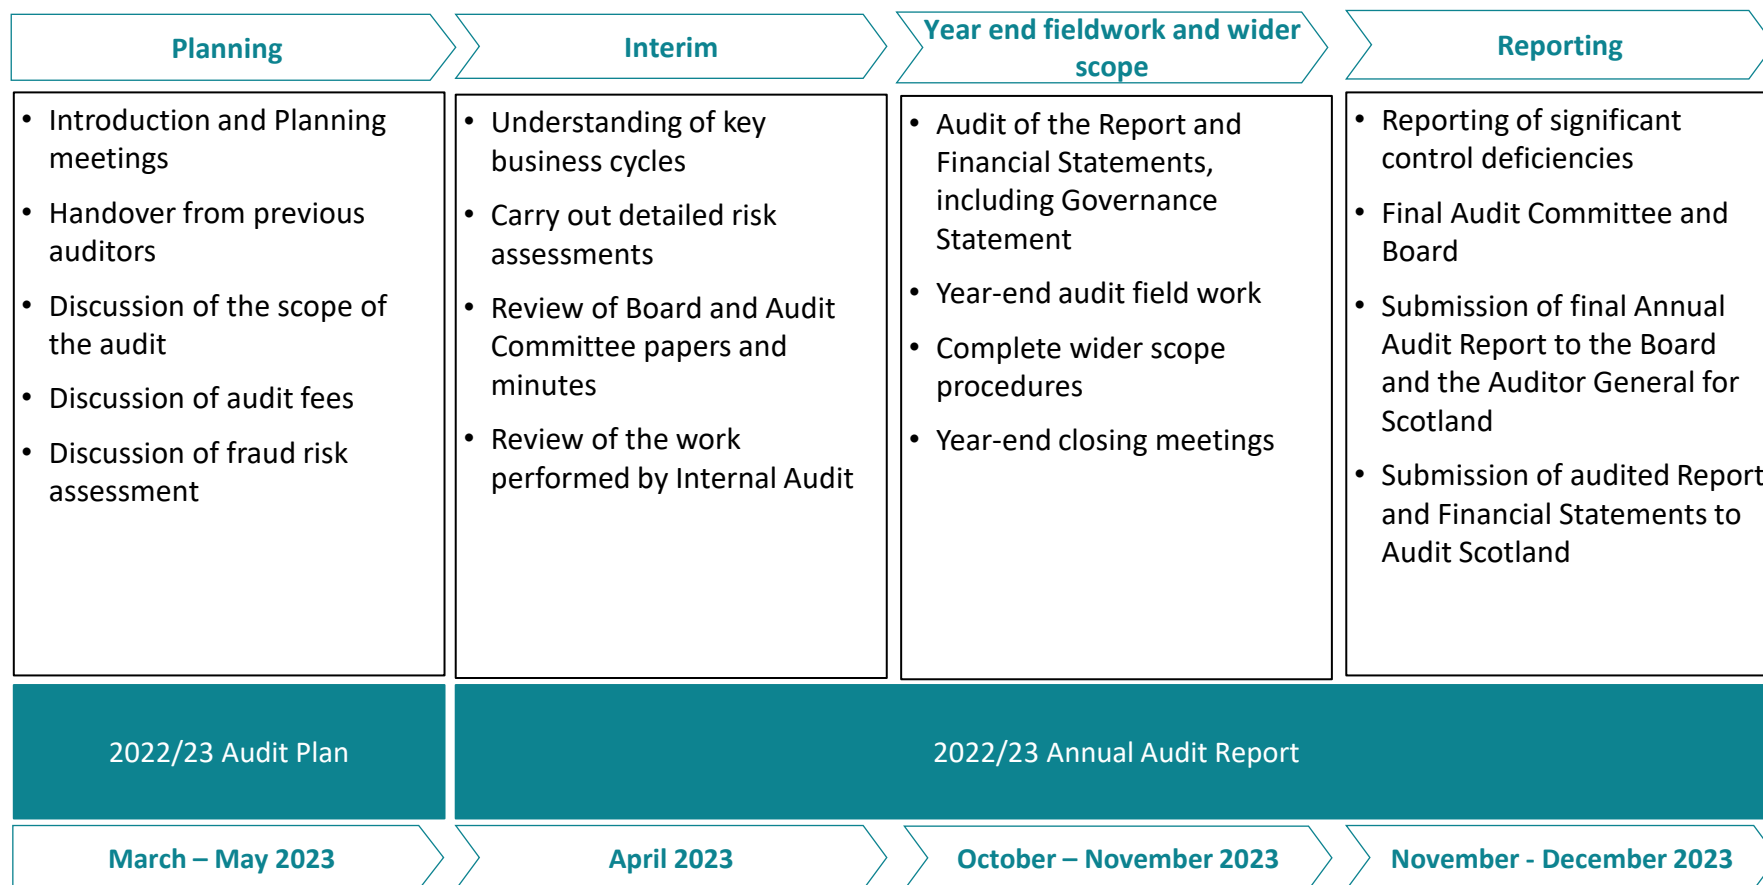 Planning
Interim
Year end fieldwork and wider
scope
Reporting
• Introduction and Planning
meetings
• Handover from previous
auditors
• Discussion of the scope of
the audit
• Discussion of audit fees
• Discussion of fraud risk
assessment
• Understanding of key
business cycles
• Carry out detailed risk
assessments
• Review of Board and Audit
Committee papers and
minutes
• Review of the work
performed by Internal Audit
• Audit of the Report and
Financial Statements,
including Governance
Statement
• Year-end audit field work
• Complete wider scope
procedures
• Year-end closing meetings
• Reporting of significant
control deficiencies
• Final Audit Committee and
Board
• Submission of final Annual
Audit Report to the Board
and the Auditor General for
Scotland
• Submission of audited Report
and Financial Statements to
Audit Scotland
2022/23 Audit Plan
2022/23 Annual Audit Report
March – May 2023
April 2023
October – November 2023
November - December 2023